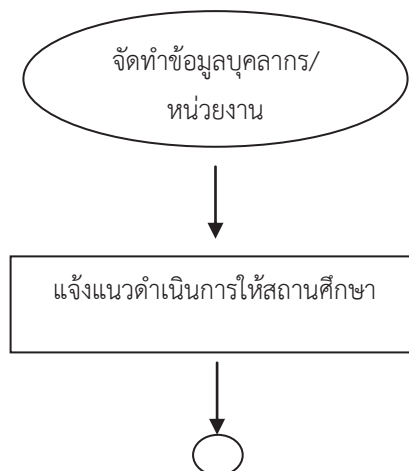 จัดทำข้อมูลบุคลากร/
หน่วยงาน
แจ้งแนวดำเนินการให้สถานศึกษา